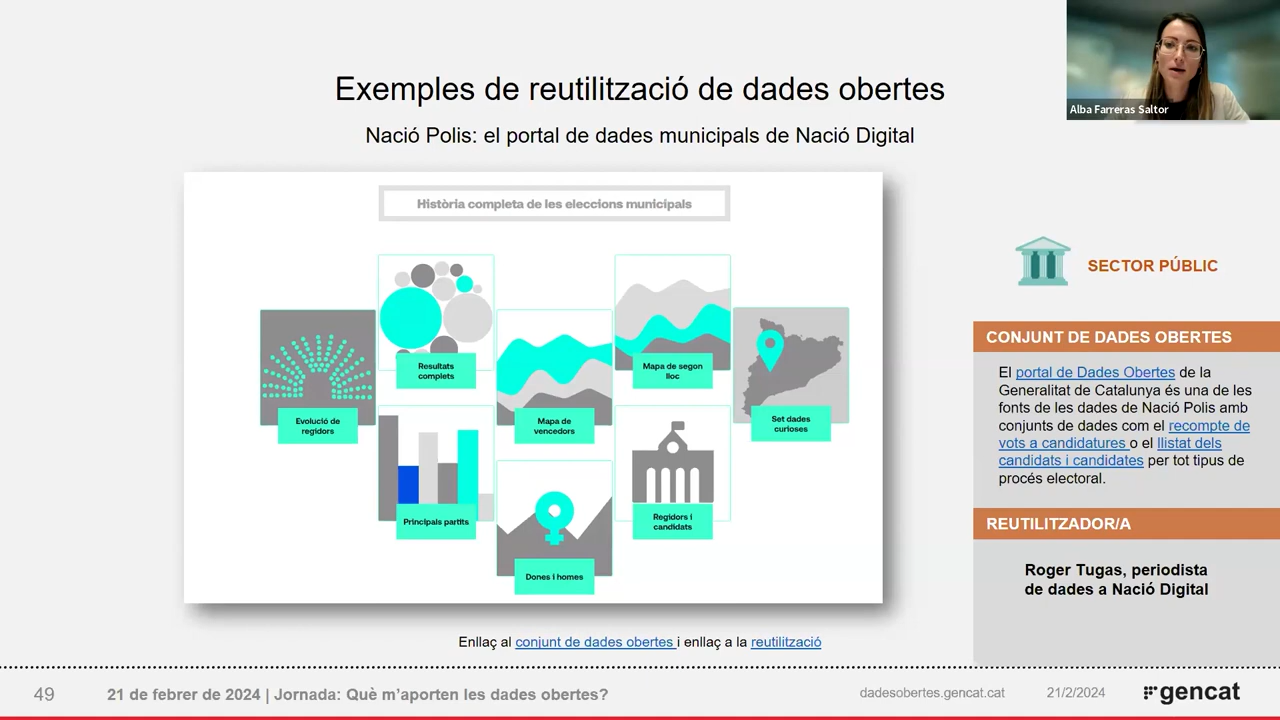 Exemples de reutilització de dades obertes
Nació Polis: el portal de dades municipals de Nació Digital
Alba Farreras Saltor
Història completa de les eleccions municipals
Evolució de
regidors
Resultats
complets
Mapa de
vencedors
Mapa de segon
lloc
Set dades
curioses
Principals partits
Dones i homes
Regidors i
candidats
Enllaç al conjunt de dades obertes i enllaç a la reutilització
SECTOR PÚBLIC
CONJUNT DE DADES OBERTES
El portal de Dades Obertes de la
Generalitat de Catalunya és una de les
fonts de les dades de Nació Polis amb
conjunts de dades com el recompte de
vots a candidatures o el llistat dels
candidats i candidates per tot tipus de
procés electoral.
REUTILITZADOR/A
Roger Tugas, periodista
de dades a Nació Digital
49
21 de febrer de 2024 | Jornada: Què m’aporten les dades obertes?
dadesobertes.gencat.cat
21/2/2024
gencat